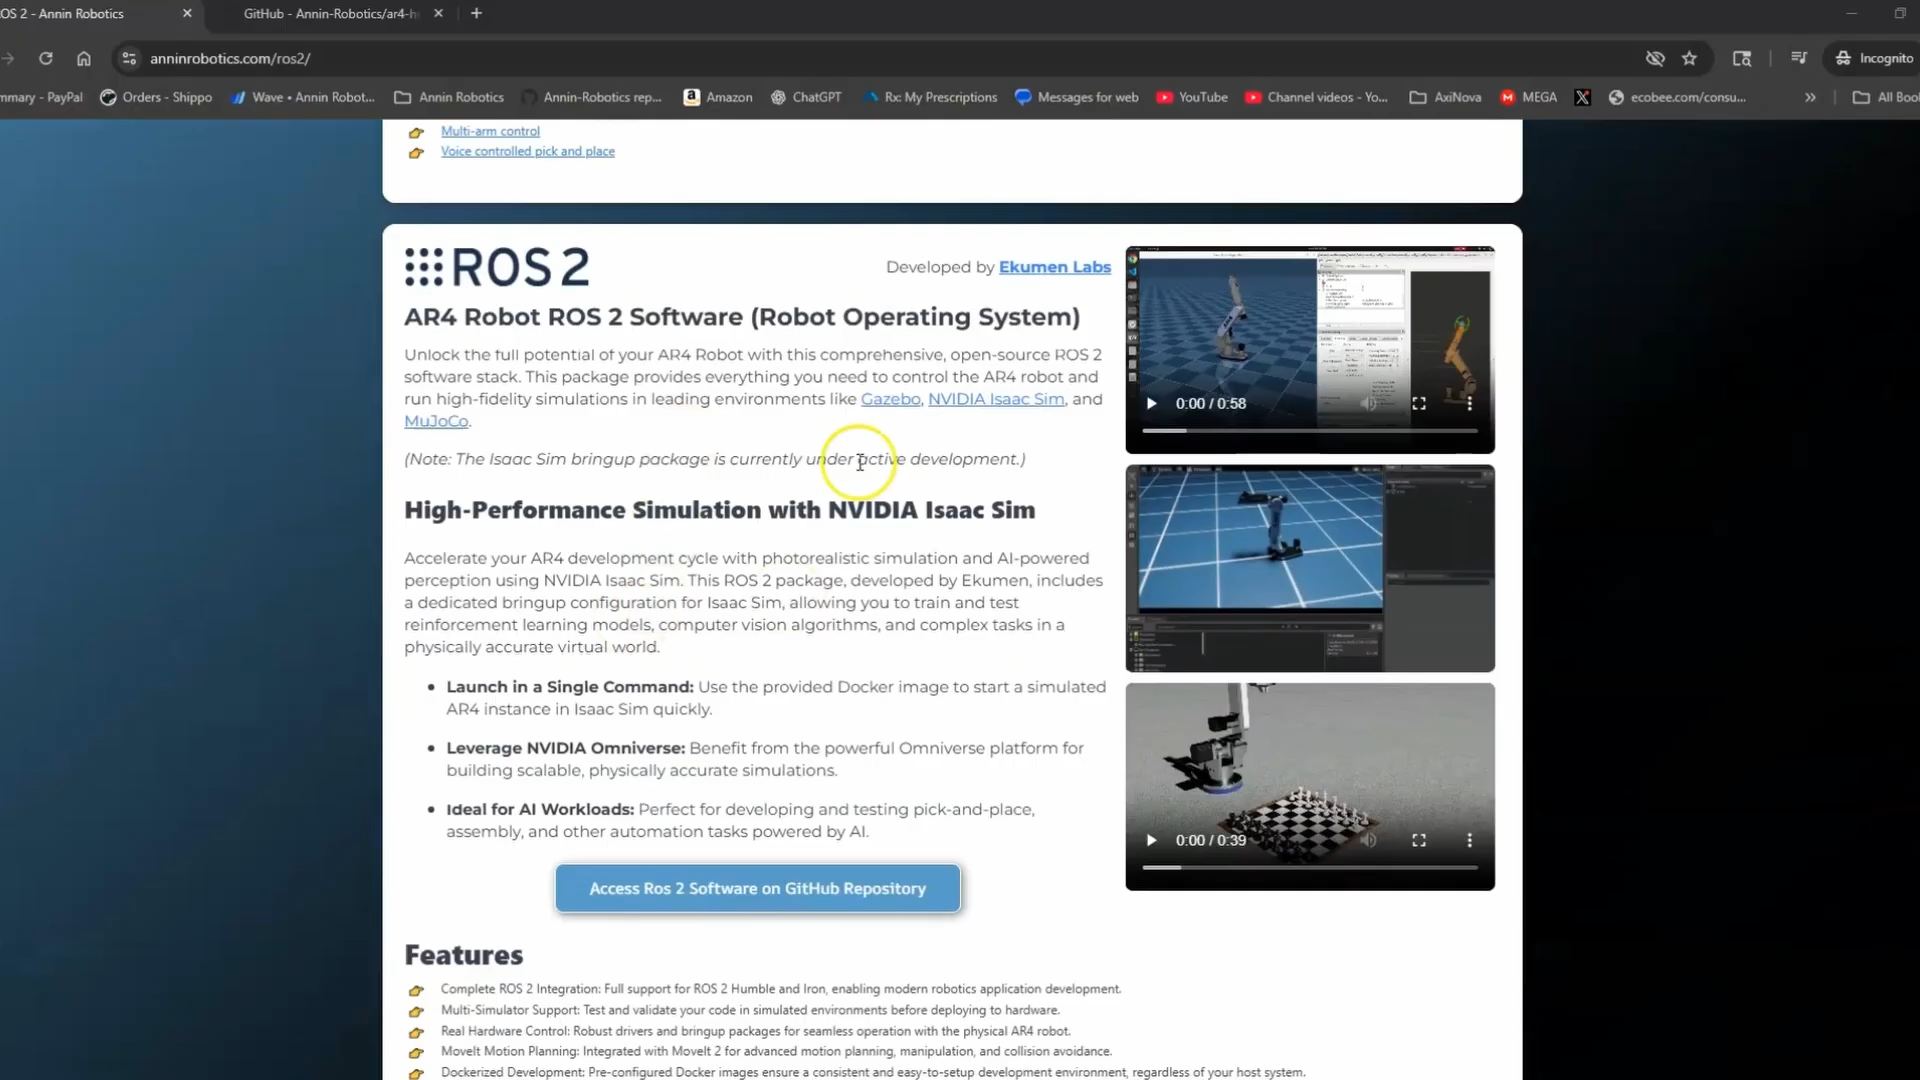 OS 2 - Annin Robotics
GitHub - Annin-Robotics/ar4-h
anninrobotics.com/ros2/
Incognito
mmary - PayPal
Orders - Shippo
Wave • Annin Robot...
Annin Robotics
Annin-Robotics rep...
Amazon
ChatGPT
Rx: My Prescriptions
Messages for web
YouTube
Channel videos - Yo...
AxiNova
MEGA
ecobee.com/consu...
All Boo
Multi-arm control
Voice controlled pick and place
ROS 2
Developed by Ekumen Labs
AR4 Robot ROS 2 Software (Robot Operating System)
Unlock the full potential of your AR4 Robot with this comprehensive, open-source ROS 2
software stack. This package provides everything you need to control the AR4 robot and
run high-fidelity simulations in leading environments like Gazebo, NVIDIA Isaac Sim, and
MuJoCo.
(Note: The Isaac Sim bringup package is currently under active development.)
High-Performance Simulation with NVIDIA Isaac Sim
Accelerate your AR4 development cycle with photorealistic simulation and AI-powered
perception using NVIDIA Isaac Sim. This ROS 2 package, developed by Ekumen, includes
a dedicated bringup configuration for Isaac Sim, allowing you to train and test
reinforcement learning models, computer vision algorithms, and complex tasks in a
physically accurate virtual world.
• Launch in a Single Command: Use the provided Docker image to start a simulated
AR4 instance in Isaac Sim quickly.
• Leverage NVIDIA Omniverse: Benefit from the powerful Omniverse platform for
building scalable, physically accurate simulations.
• Ideal for AI Workloads: Perfect for developing and testing pick-and-place,
assembly, and other automation tasks powered by AI.
Access Ros 2 Software on GitHub Repository
0:00 / 0:58
0:00 / 0:39
Features
Complete ROS 2 Integration: Full support for ROS 2 Humble and Iron, enabling modern robotics application development.
Multi-Simulator Support: Test and validate your code in simulated environments before deploying to hardware.
Real Hardware Control: Robust drivers and bringup packages for seamless operation with the physical AR4 robot.
MoveIt Motion Planning: Integrated with MoveIt 2 for advanced motion planning, manipulation, and collision avoidance.
Dockerized Development: Pre-configured Docker images ensure a consistent and easy-to-setup development environment, regardless of your host system.